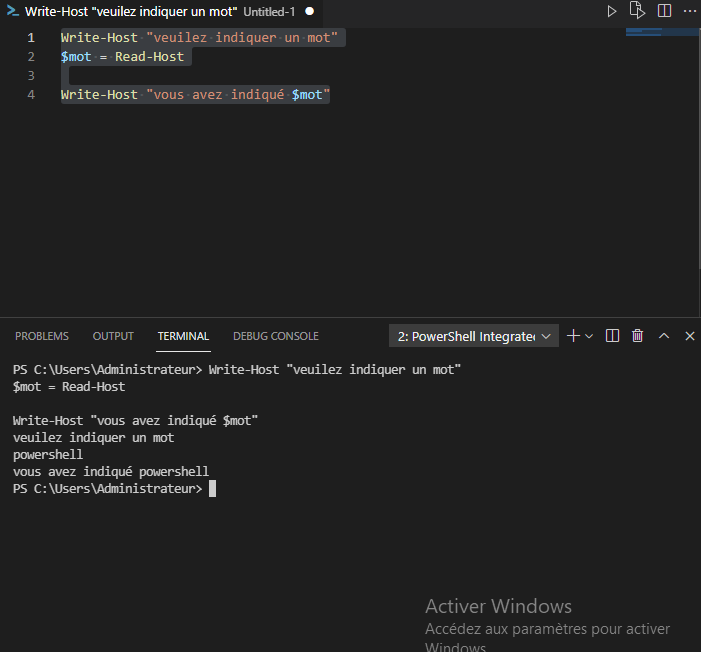 Write-Host "veuilez indiquer un mot" Untitled-1
1 Write-Host "veuilez indiquer un mot"
2 $mot = Read-Host
3
4 Write-Host "vous avez indiqué $mot"
PROBLEMS OUTPUT TERMINAL DEBUG CONSOLE 2: PowerShell Integrate
PS C:\Users\Administrateur> Write-Host "veuilez indiquer un mot"
$mot = Read-Host
Write-Host "vous avez indiqué $mot"
veuilez indiquer un mot
powershell
vous avez indiqué powershell
PS C:\Users\Administrateur>
Activer Windows
Accédez aux paramètres pour activer
Windows